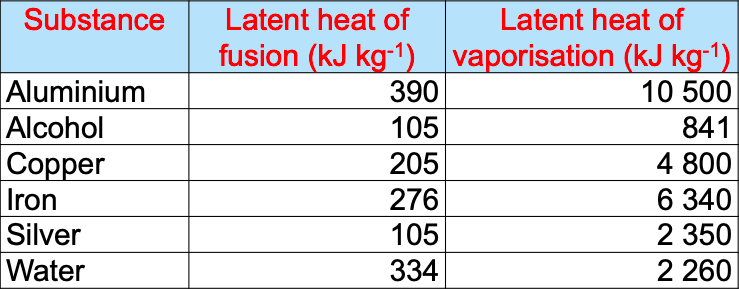 Substance Latent heat of fusion (kJ kg-1) Latent heat of vaporisation (kJ kg-1)
Aluminium 390 10 500
Alcohol 105 841
Copper 205 4 800
Iron 276 6 340
Silver 105 2 350
Water 334 2 260